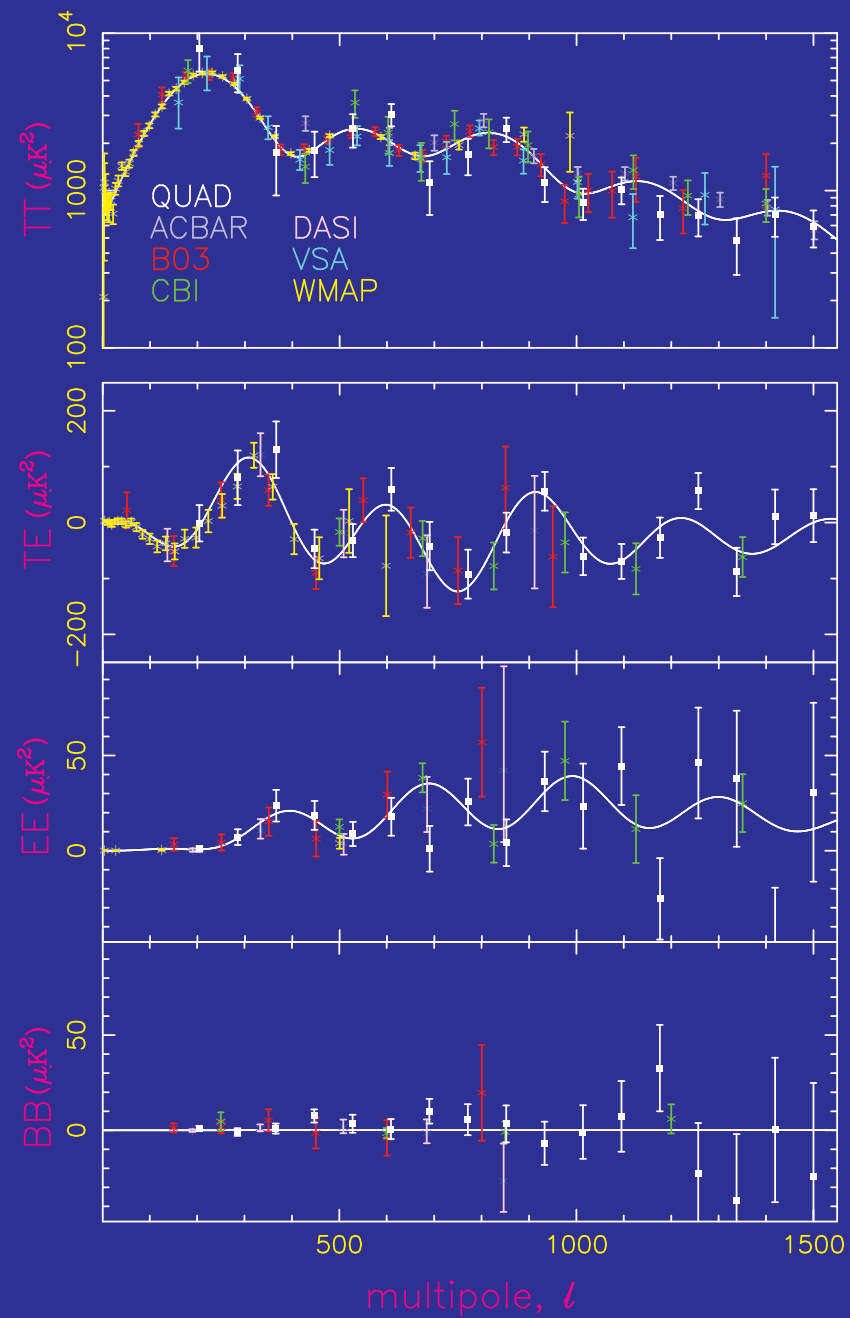 10⁴
1000
100
TT (μK²)
QUAD
ACBAR DASI
B03 VSA
CBI WMAP
200
0
−200
TE (μK²)
50
0
EE (μK²)
50
0
BB (μK²)
500 1000 1500
multipole, l